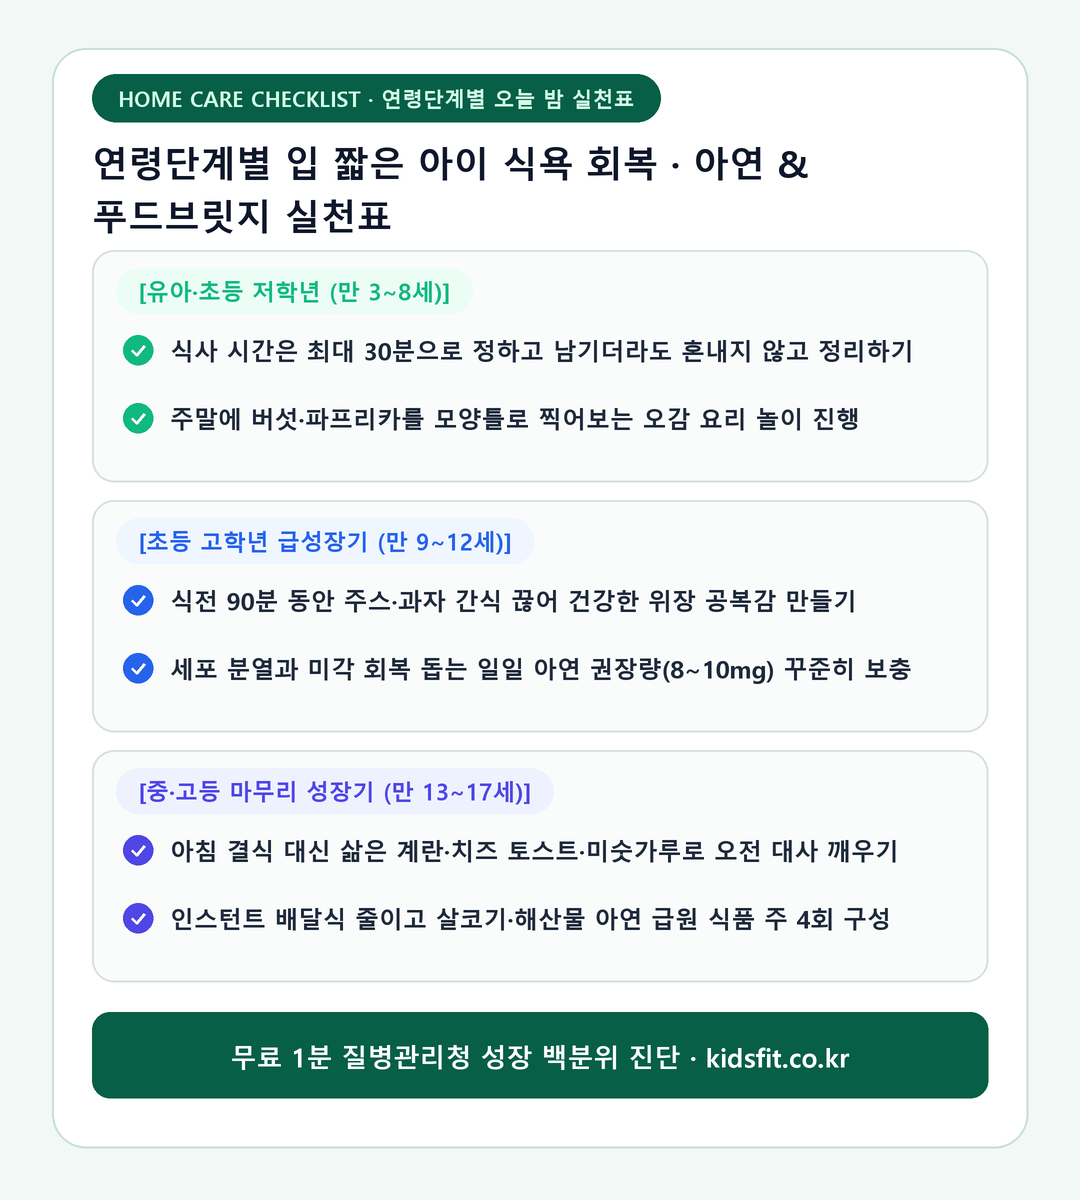 HOME CARE CHECKLIST · 연령단계별 오늘 밤 실천표
연령단계별 입 짧은 아이 식욕 회복 · 아연 &
푸드브릿지 실천표
[유아·초등 저학년 (만 3~8세)]
식사 시간은 최대 30분으로 정하고 남기더라도 혼내지 않고 정리하기
주말에 버섯·파프리카를 모양틀로 찍어보는 오감 요리 놀이 진행
[초등 고학년 급성장기 (만 9~12세)]
식전 90분 동안 주스·과자 간식 끊어 건강한 위장 공복감 만들기
세포 분열과 미각 회복 돕는 일일 아연 권장량(8~10mg) 꾸준히 보충
[중·고등 마무리 성장기 (만 13~17세)]
아침 결식 대신 삶은 계란·치즈 토스트·미숫가루로 오전 대사 깨우기
인스턴트 배달식 줄이고 살코기·해산물 아연 급원 식품 주 4회 구성
무료 1분 질병관리청 성장 백분위 진단 · kidsfit.co.kr